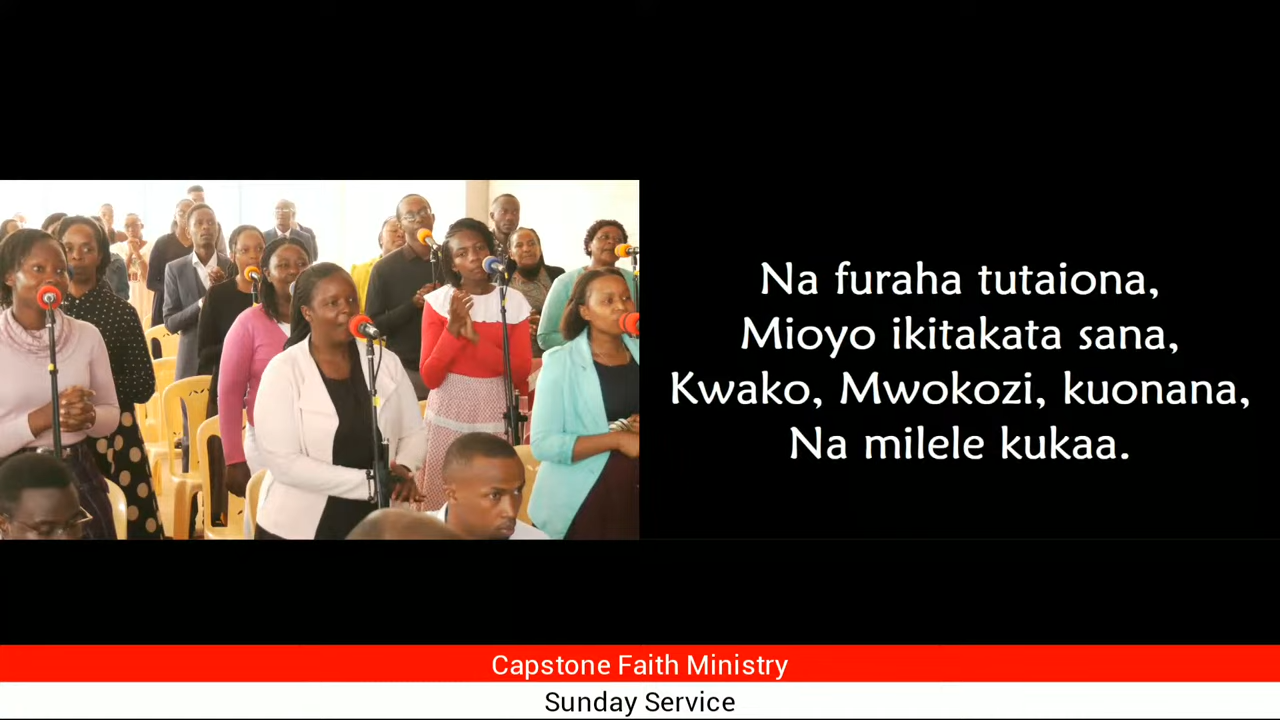 Na furaha tutaiona,
Mioyo ikitakata sana,
Kwako, Mwokozi, kuonana,
Na milele kukaa.
Capstone Faith Ministry
Sunday Service